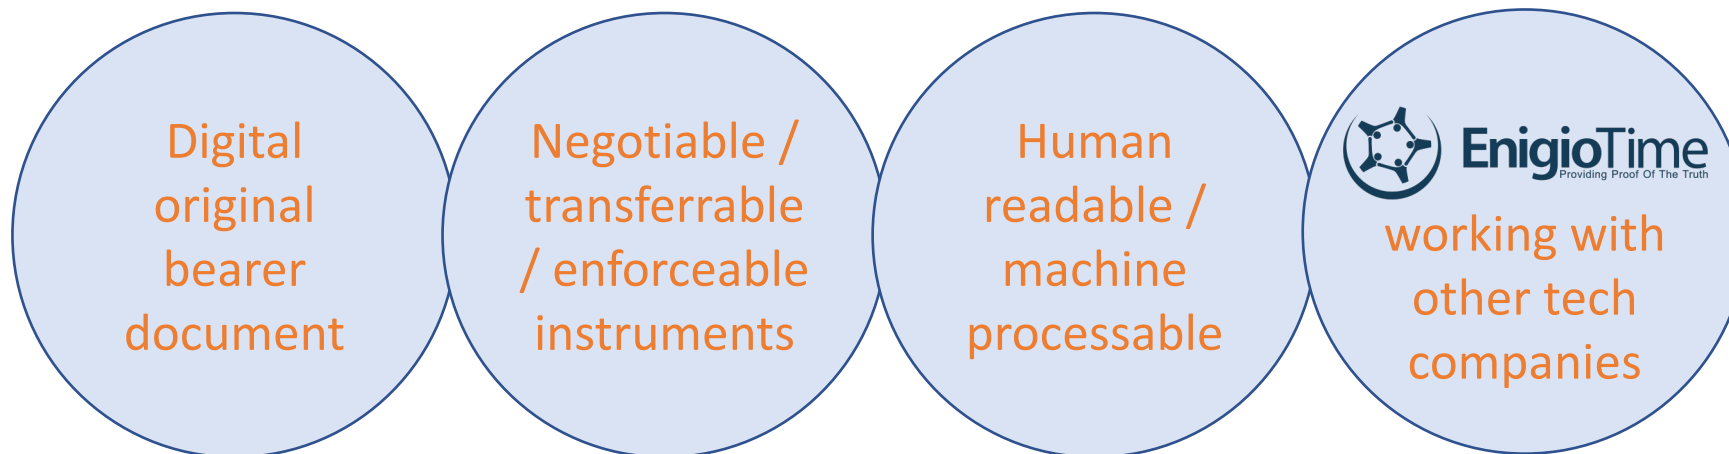 Digital
original
bearer
document
Negotiable /
transferrable
/ enforceable
instruments
Human
readable /
machine
processable
EnigioTime
Providing Proof Of The Truth
working with
other tech
companies